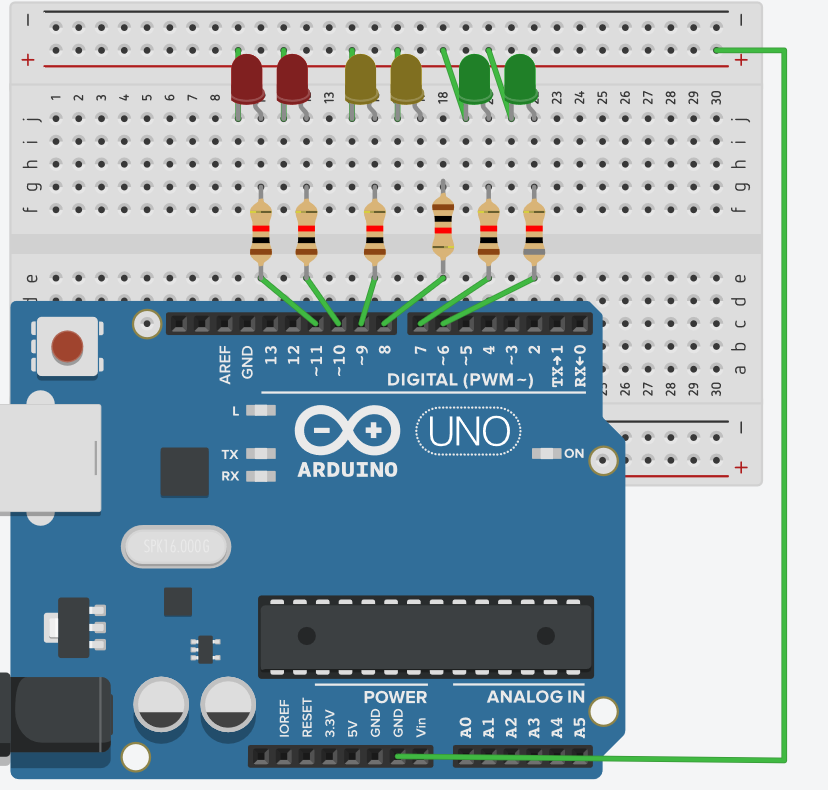 − −
+ +
1 2 3 4 5 6 7 8 13 18 23 24 25 26 27 28 29 30
j j
i i
h h
g g
f f
e e
d d
c
b
a
25 26 27 28 29 30
−
+
AREF GND 13 12 ~11 ~10 ~9 8 7 ~6 ~5 4 ~3 2 TX→1 RX←0
DIGITAL (PWM~)
L
TX
RX
ARDUINO
UNO
ON
SPK16.000G
POWER ANALOG IN
IOREF RESET 3.3V 5V GND GND Vin A0 A1 A2 A3 A4 A5